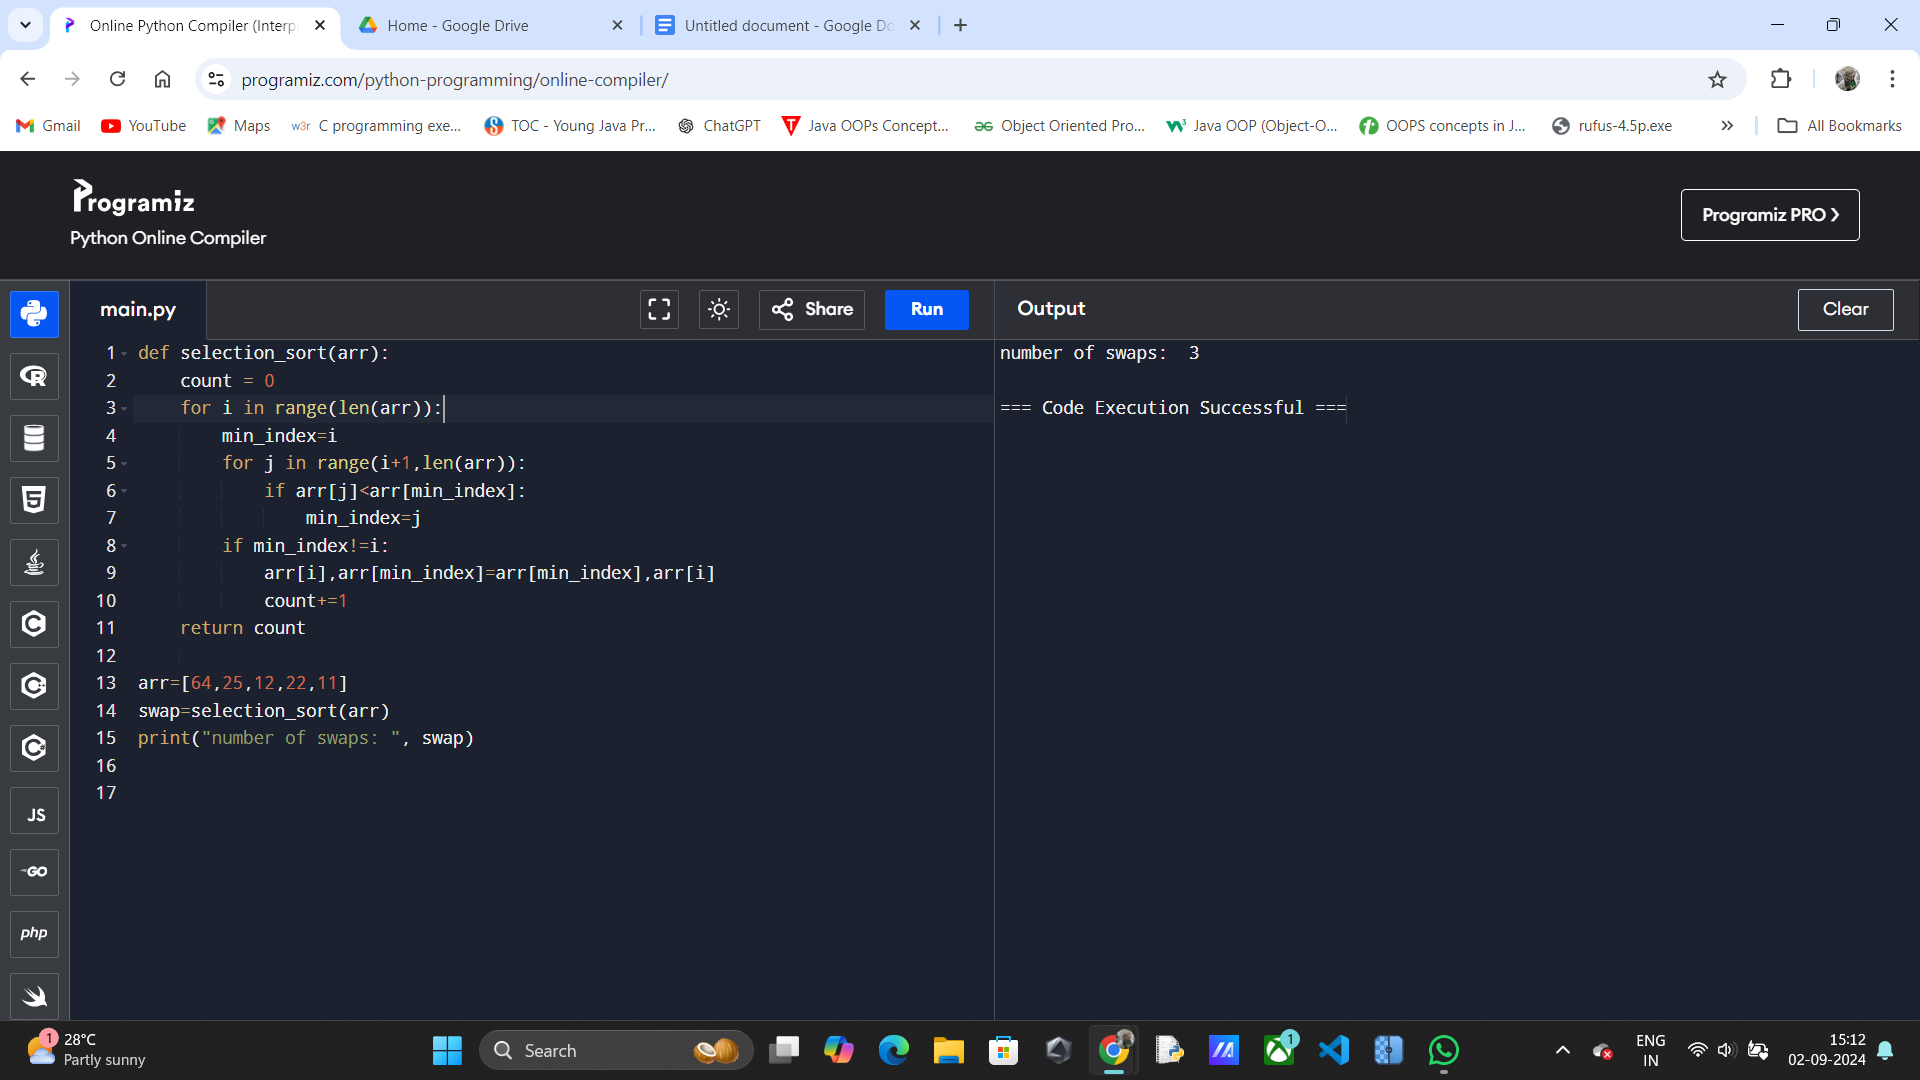 Online Python Compiler (Interp
Home - Google Drive
Untitled document - Google Do
programiz.com/python-programming/online-compiler/
Gmail
YouTube
Maps
w3r C programming exe...
TOC - Young Java Pr...
ChatGPT
Java OOPs Concept...
Object Oriented Pro...
Java OOP (Object-O...
OOPS concepts in J...
rufus-4.5p.exe
All Bookmarks
Programiz
Python Online Compiler
Programiz PRO
main.py
Share
Run
Output
Clear
1 def selection_sort(arr):
2     count = 0
3     for i in range(len(arr)):
4         min_index=i
5         for j in range(i+1,len(arr)):
6             if arr[j]<arr[min_index]:
7                 min_index=j
8         if min_index!=i:
9             arr[i],arr[min_index]=arr[min_index],arr[i]
10             count+=1
11     return count
12
13 arr=[64,25,12,22,11]
14 swap=selection_sort(arr)
15 print("number of swaps: ", swap)
16
17
number of swaps:  3
=== Code Execution Successful ===
R
5
C
C
C
JS
GO
php
1
28°C
Partly sunny
Search
1
ENG
IN
15:12
02-09-2024